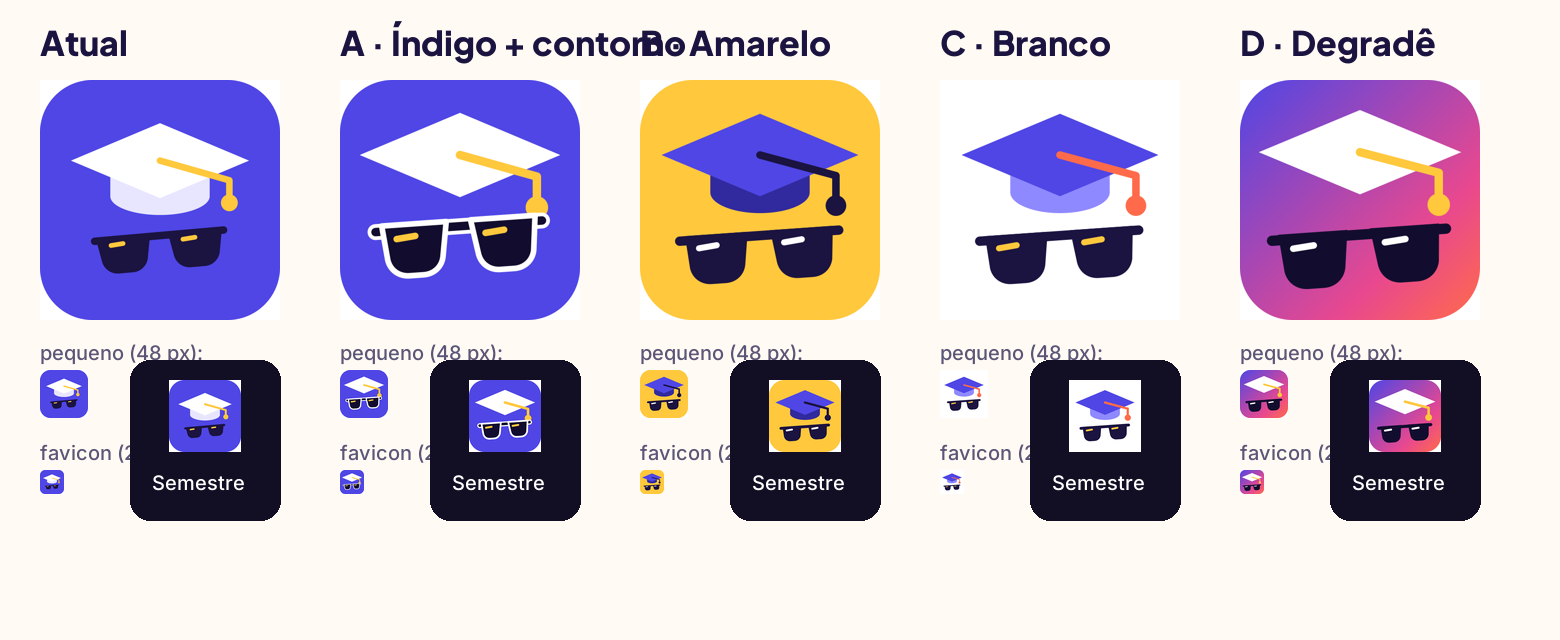 Atual
A · Índigo + contorno
B · Amarelo
C · Branco
D · Degradê
pequeno (48 px):
pequeno (48 px):
pequeno (48 px):
pequeno (48 px):
pequeno (48 px):
favicon (2
favicon (2
favicon (2
favicon (2
favicon (2
Semestre
Semestre
Semestre
Semestre
Semestre